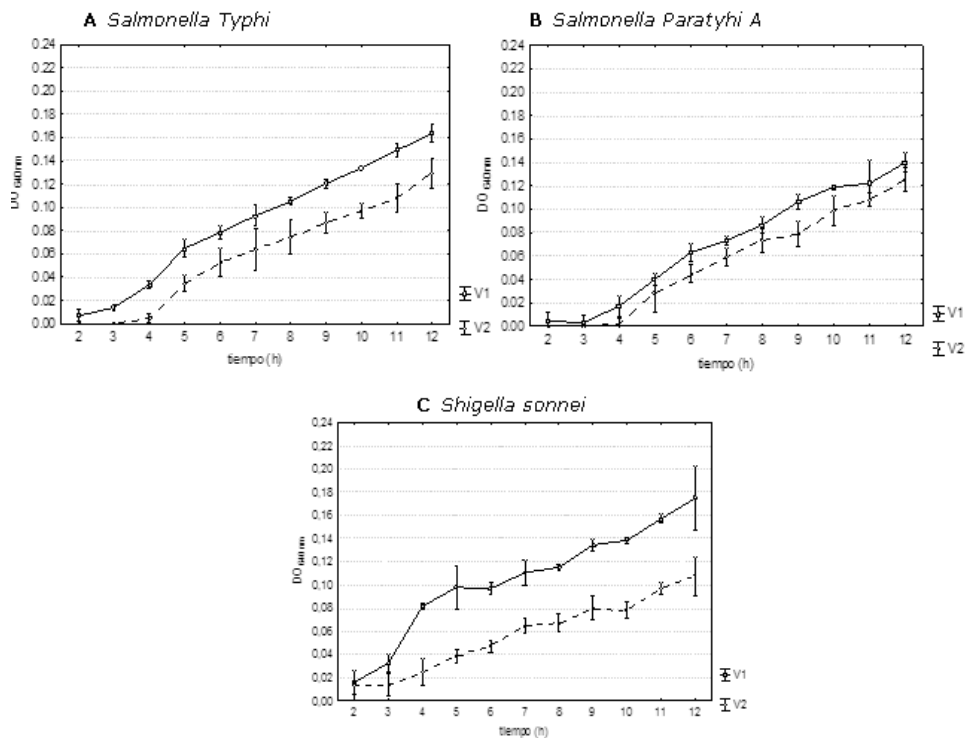 A Salmonella Typhi
0.24
0.22
0.20
0.18
0.16
0.14
0.12
0.10
0.08
0.06
0.04
0.02
0.00
DO
2 3 4 5 6 7 8 9 10 11 12
tiempo (h)
V1
V2
B Salmonella Paratyhi A
0.24
0.22
0.20
0.18
0.16
0.14
0.12
0.10
0.08
0.06
0.04
0.02
0.00
DO
2 3 4 5 6 7 8 9 10 11 12
tiempo (h)
V1
V2
C Shigella sonnei
0,24
0,22
0,20
0,18
0,16
0,14
0,12
0,10
0,08
0,06
0,04
0,02
0,00
DO
2 3 4 5 6 7 8 9 10 11 12
tiempo (h)
V1
V2